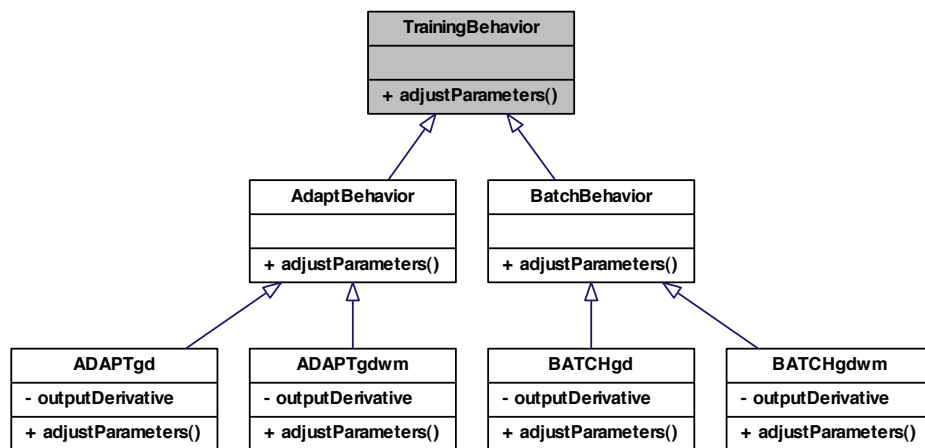 TrainingBehavior
+ adjustParameters()
AdaptBehavior
+ adjustParameters()
BatchBehavior
+ adjustParameters()
ADAPTgd
- outputDerivative
+ adjustParameters()
ADAPTgdwm
- outputDerivative
+ adjustParameters()
BATCHgd
- outputDerivative
+ adjustParameters()
BATCHgdwm
- outputDerivative
+ adjustParameters()